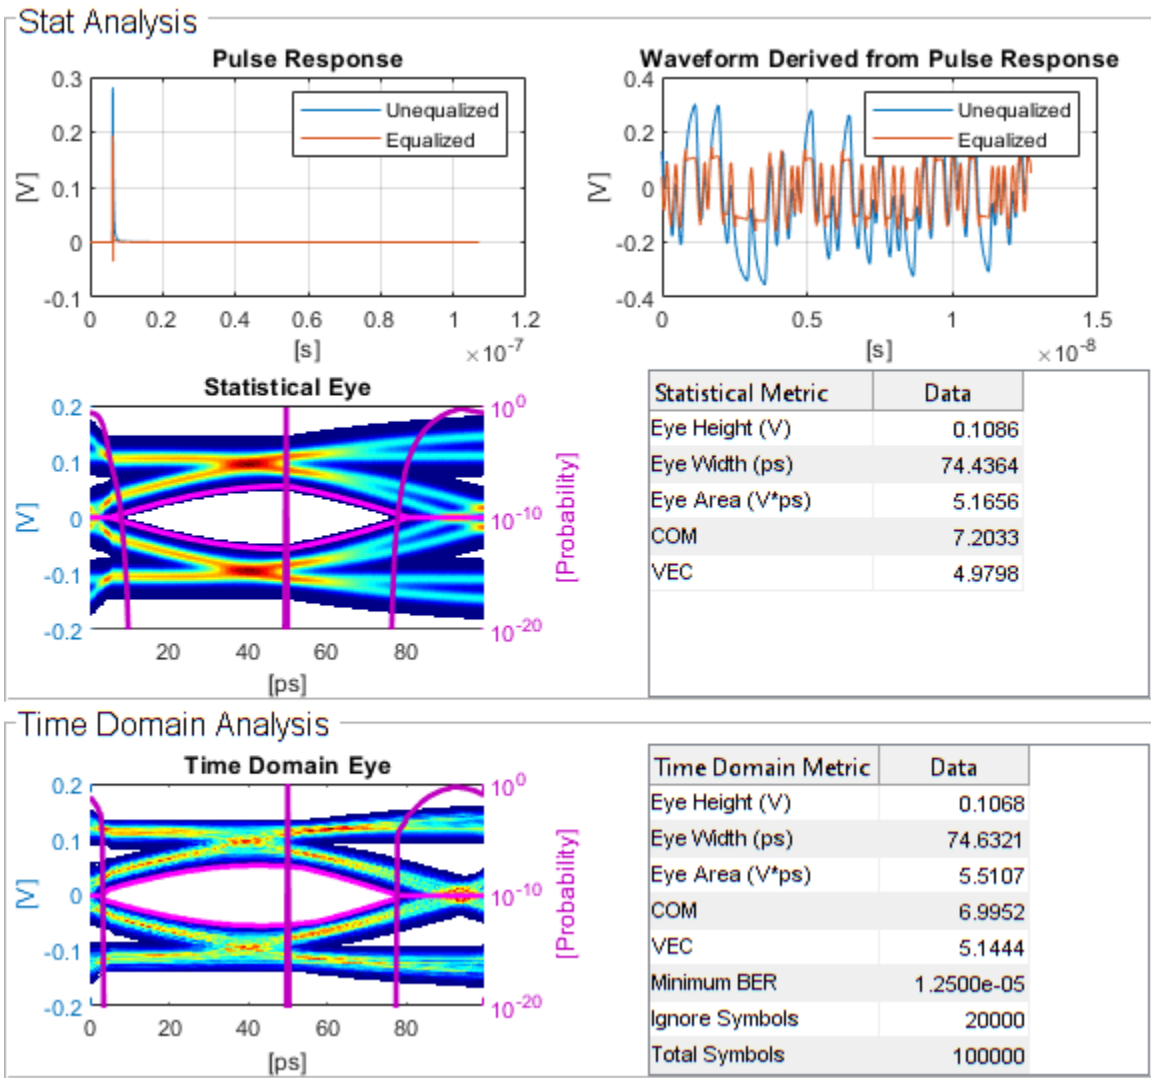 Stat Analysis
Pulse Response
Unequalized
Equalized
[V]
0.3
0.2
0.1
0
-0.1
0 0.2 0.4 0.6 0.8 1 1.2
[s] ×10^-7
Waveform Derived from Pulse Response
Unequalized
Equalized
[V]
0.4
0.2
0
-0.2
-0.4
0 0.5 1 1.5
[s] ×10^-8
Statistical Eye
[V]
0.2
0.1
0
-0.1
-0.2
10^0
10^-10
10^-20
[Probability]
20 40 60 80
[ps]
Statistical Metric Data
Eye Height (V) 0.1086
Eye Width (ps) 74.4364
Eye Area (V*ps) 5.1656
COM 7.2033
VEC 4.9798
Time Domain Analysis
Time Domain Eye
[V]
0.2
0.1
0
-0.1
-0.2
10^0
10^-10
10^-20
[Probability]
0 20 40 60 80
[ps]
Time Domain Metric Data
Eye Height (V) 0.1068
Eye Width (ps) 74.6321
Eye Area (V*ps) 5.5107
COM 6.9952
VEC 5.1444
Minimum BER 1.2500e-05
Ignore Symbols 20000
Total Symbols 100000